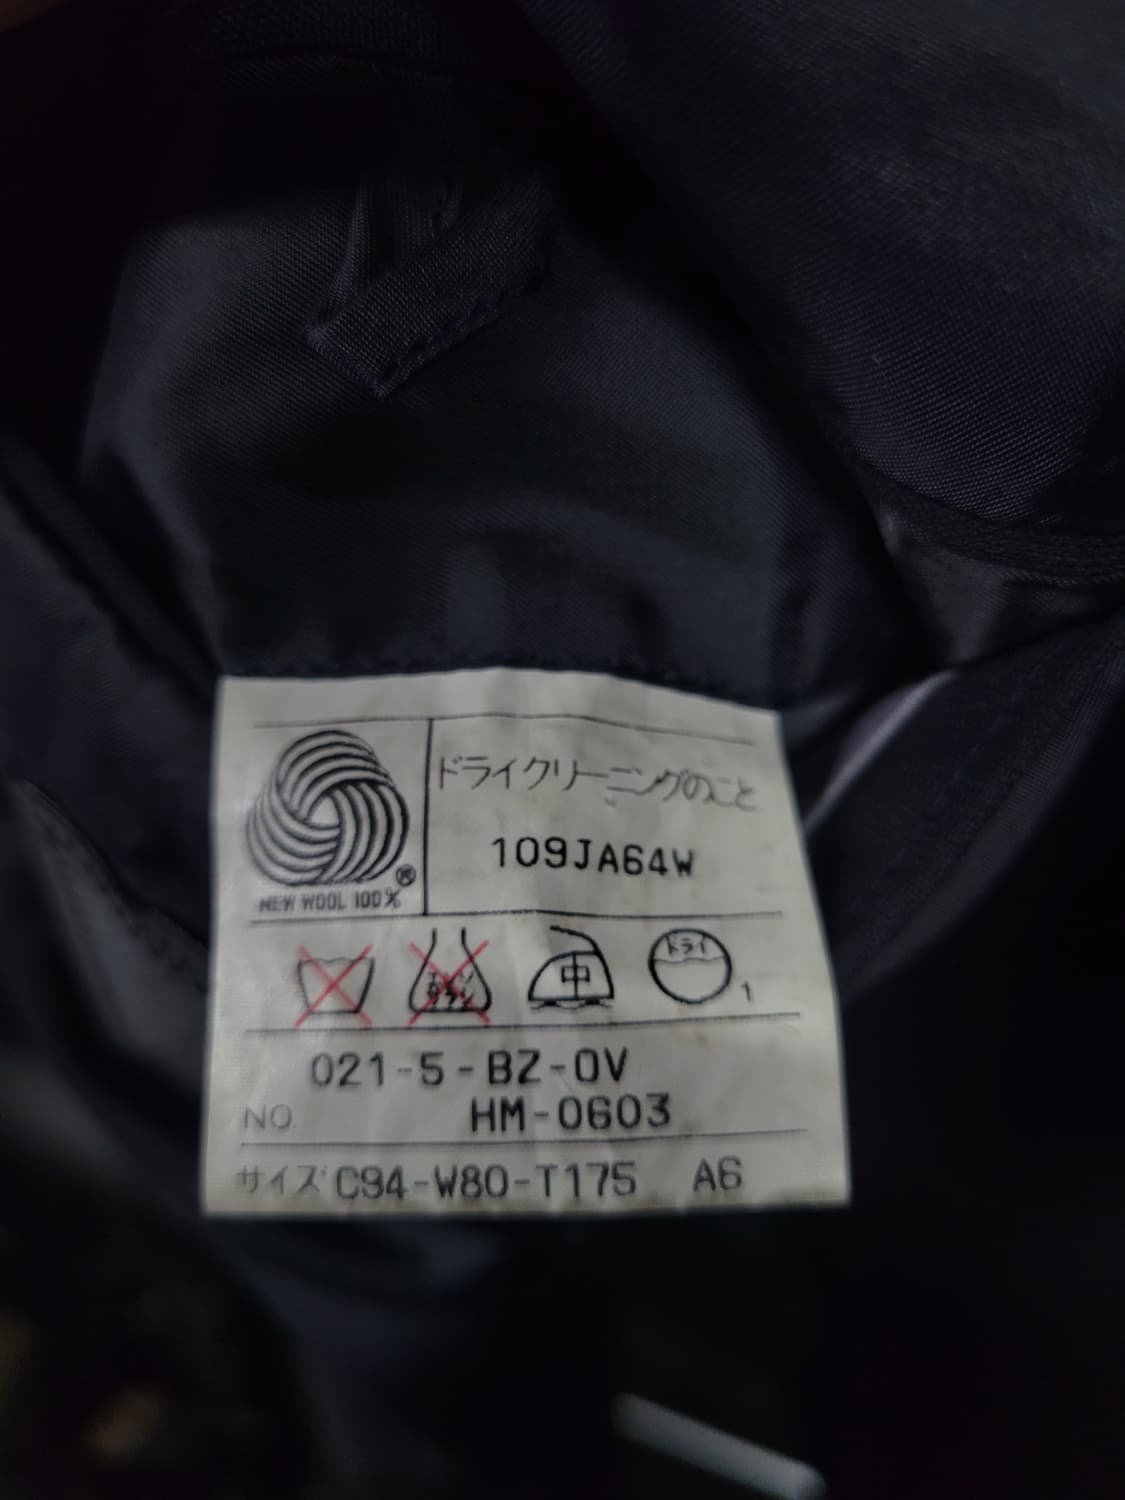 ドライクリーニングのこと
109JA64W
®
NEW WOOL 100%
中
ドライ
1
021-5-BZ-OV
NO. HM-0603
サイズ C94-W80-T175 A6